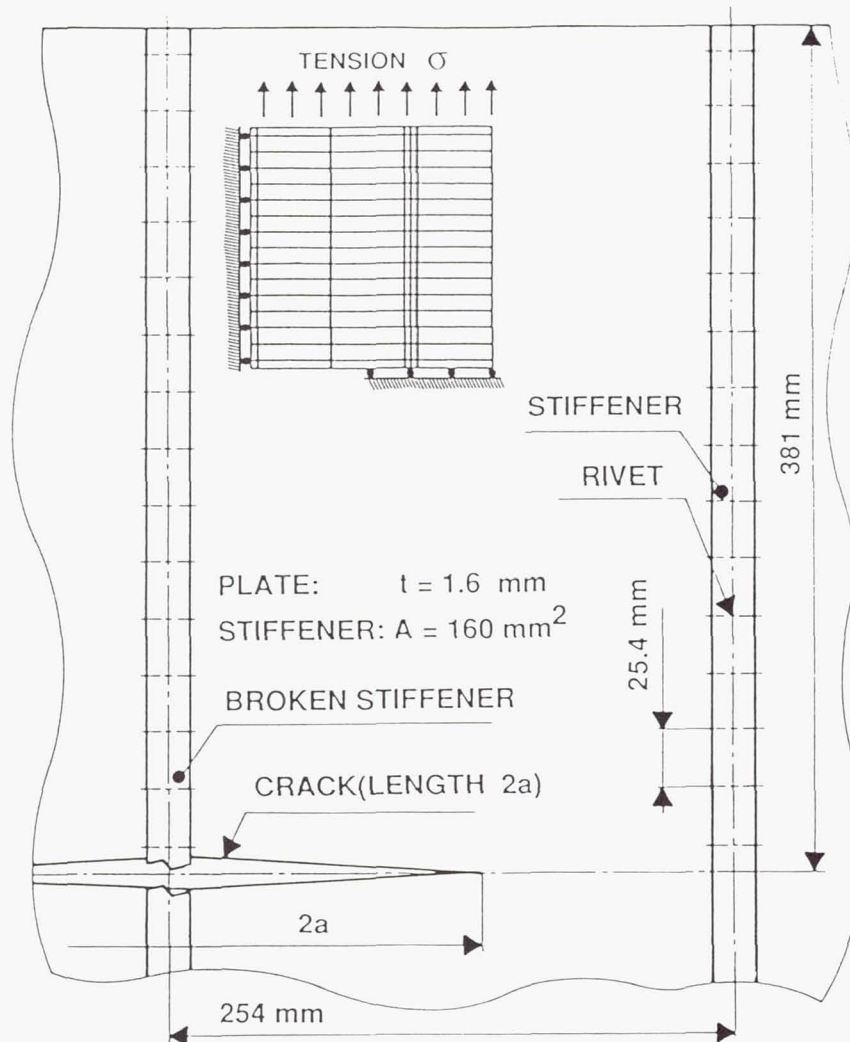 TENSION σ
381 mm
STIFFENER
RIVET
PLATE: t = 1.6 mm
STIFFENER: A = 160 mm²
25.4 mm
BROKEN STIFFENER
CRACK(LENGTH 2a)
2a
254 mm